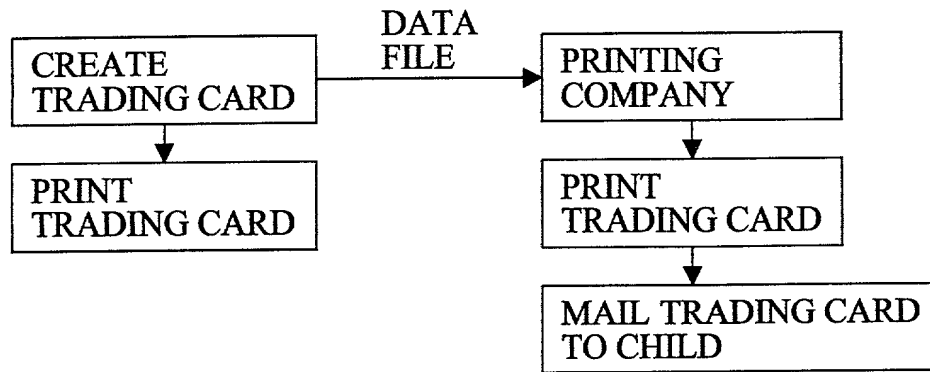 CREATE
TRADING CARD
DATA
FILE
PRINTING
COMPANY
PRINT
TRADING CARD
PRINT
TRADING CARD
MAIL TRADING CARD
TO CHILD